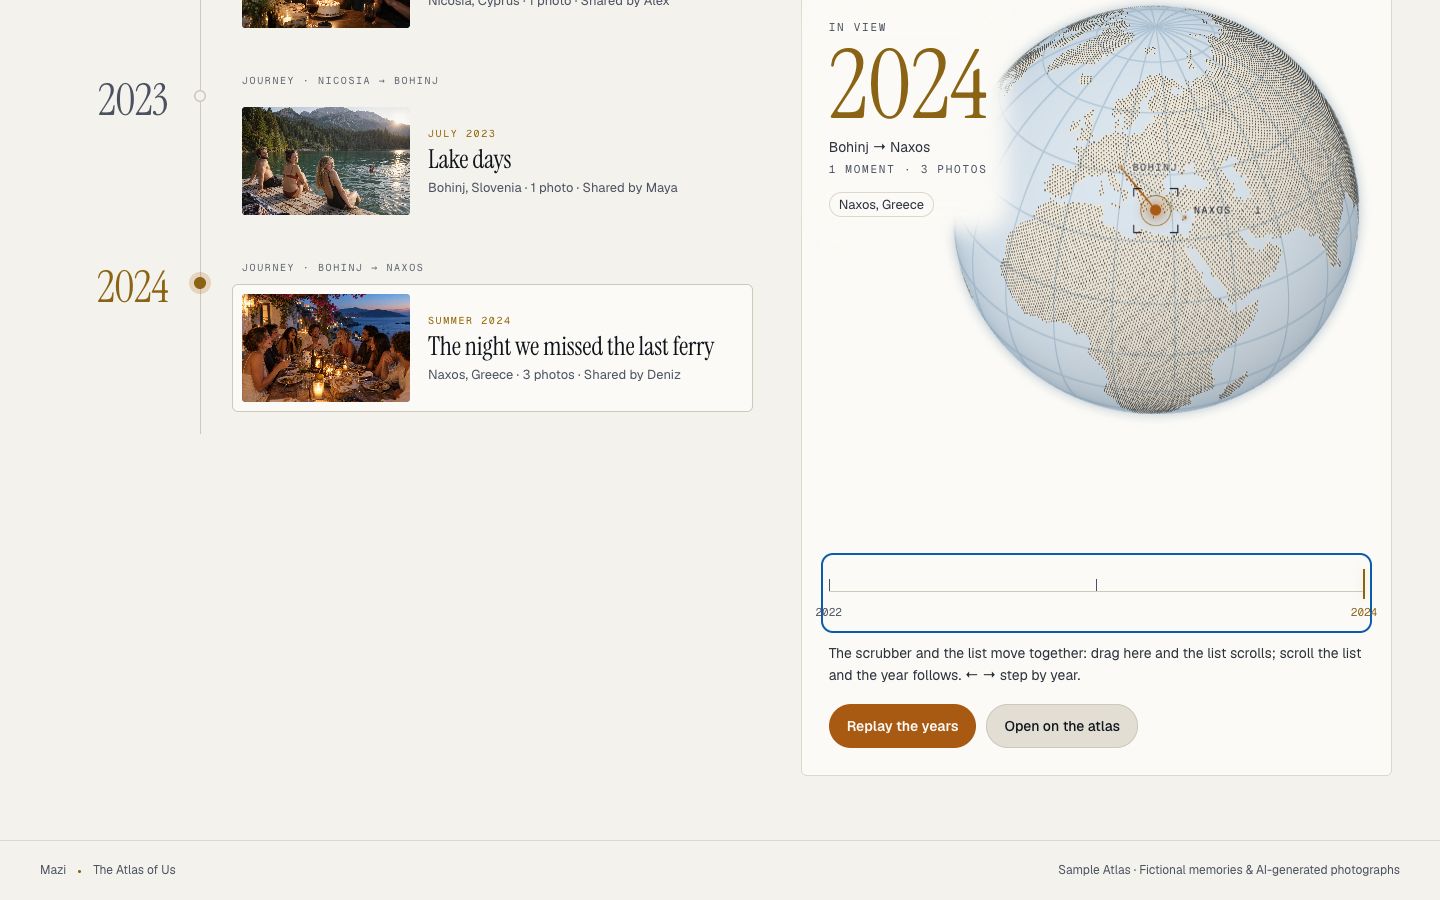 Nicosia, Cyprus · 1 photo · Shared by Alex
2023
JOURNEY · NICOSIA → BOHINJ
JULY 2023
Lake days
Bohinj, Slovenia · 1 photo · Shared by Maya
2024
JOURNEY · BOHINJ → NAXOS
SUMMER 2024
The night we missed the last ferry
Naxos, Greece · 3 photos · Shared by Deniz
IN VIEW
2024
Bohinj → Naxos
1 MOMENT · 3 PHOTOS
Naxos, Greece
BOHINJ
NAXOS 1
2022
2024
The scrubber and the list move together: drag here and the list scrolls; scroll the list
and the year follows. ← → step by year.
Replay the years
Open on the atlas
Mazi • The Atlas of Us
Sample Atlas · Fictional memories & AI-generated photographs